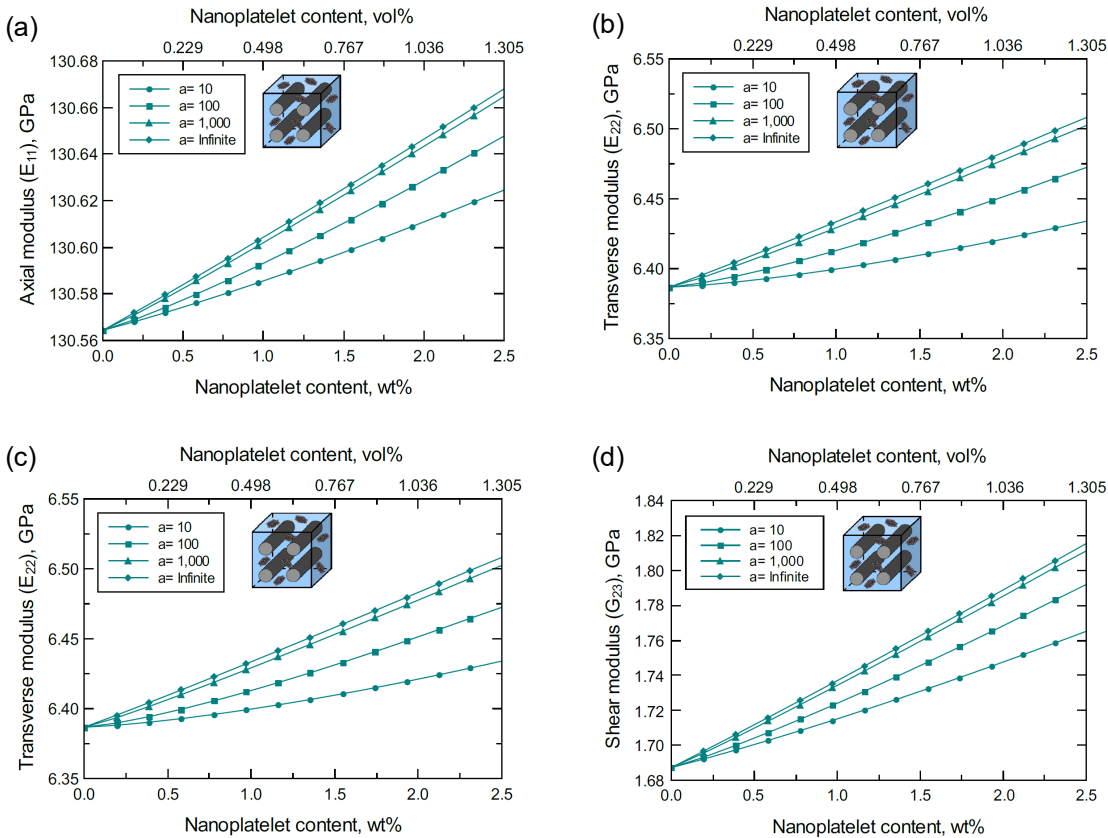 (a)
Nanoplatelet content, vol%
0.229 0.498 0.767 1.036 1.305
Axial modulus (E11), GPa
130.68
130.66
130.64
130.62
130.60
130.58
130.56
a= 10
a= 100
a= 1,000
a= Infinite
0.0 0.5 1.0 1.5 2.0 2.5
Nanoplatelet content, wt%
(b)
Nanoplatelet content, vol%
0.229 0.498 0.767 1.036 1.305
Transverse modulus (E22), GPa
6.55
6.50
6.45
6.40
6.35
a= 10
a= 100
a= 1,000
a= Infinite
0.0 0.5 1.0 1.5 2.0 2.5
Nanoplatelet content, wt%
(c)
Nanoplatelet content, vol%
0.229 0.498 0.767 1.036 1.305
Transverse modulus (E22), GPa
6.55
6.50
6.45
6.40
6.35
a= 10
a= 100
a= 1,000
a= Infinite
0.0 0.5 1.0 1.5 2.0 2.5
Nanoplatelet content, wt%
(d)
Nanoplatelet content, vol%
0.229 0.498 0.767 1.036 1.305
Shear modulus (G23), GPa
1.84
1.82
1.80
1.78
1.76
1.74
1.72
1.70
1.68
a= 10
a= 100
a= 1,000
a= Infinite
0.0 0.5 1.0 1.5 2.0 2.5
Nanoplatelet content, wt%